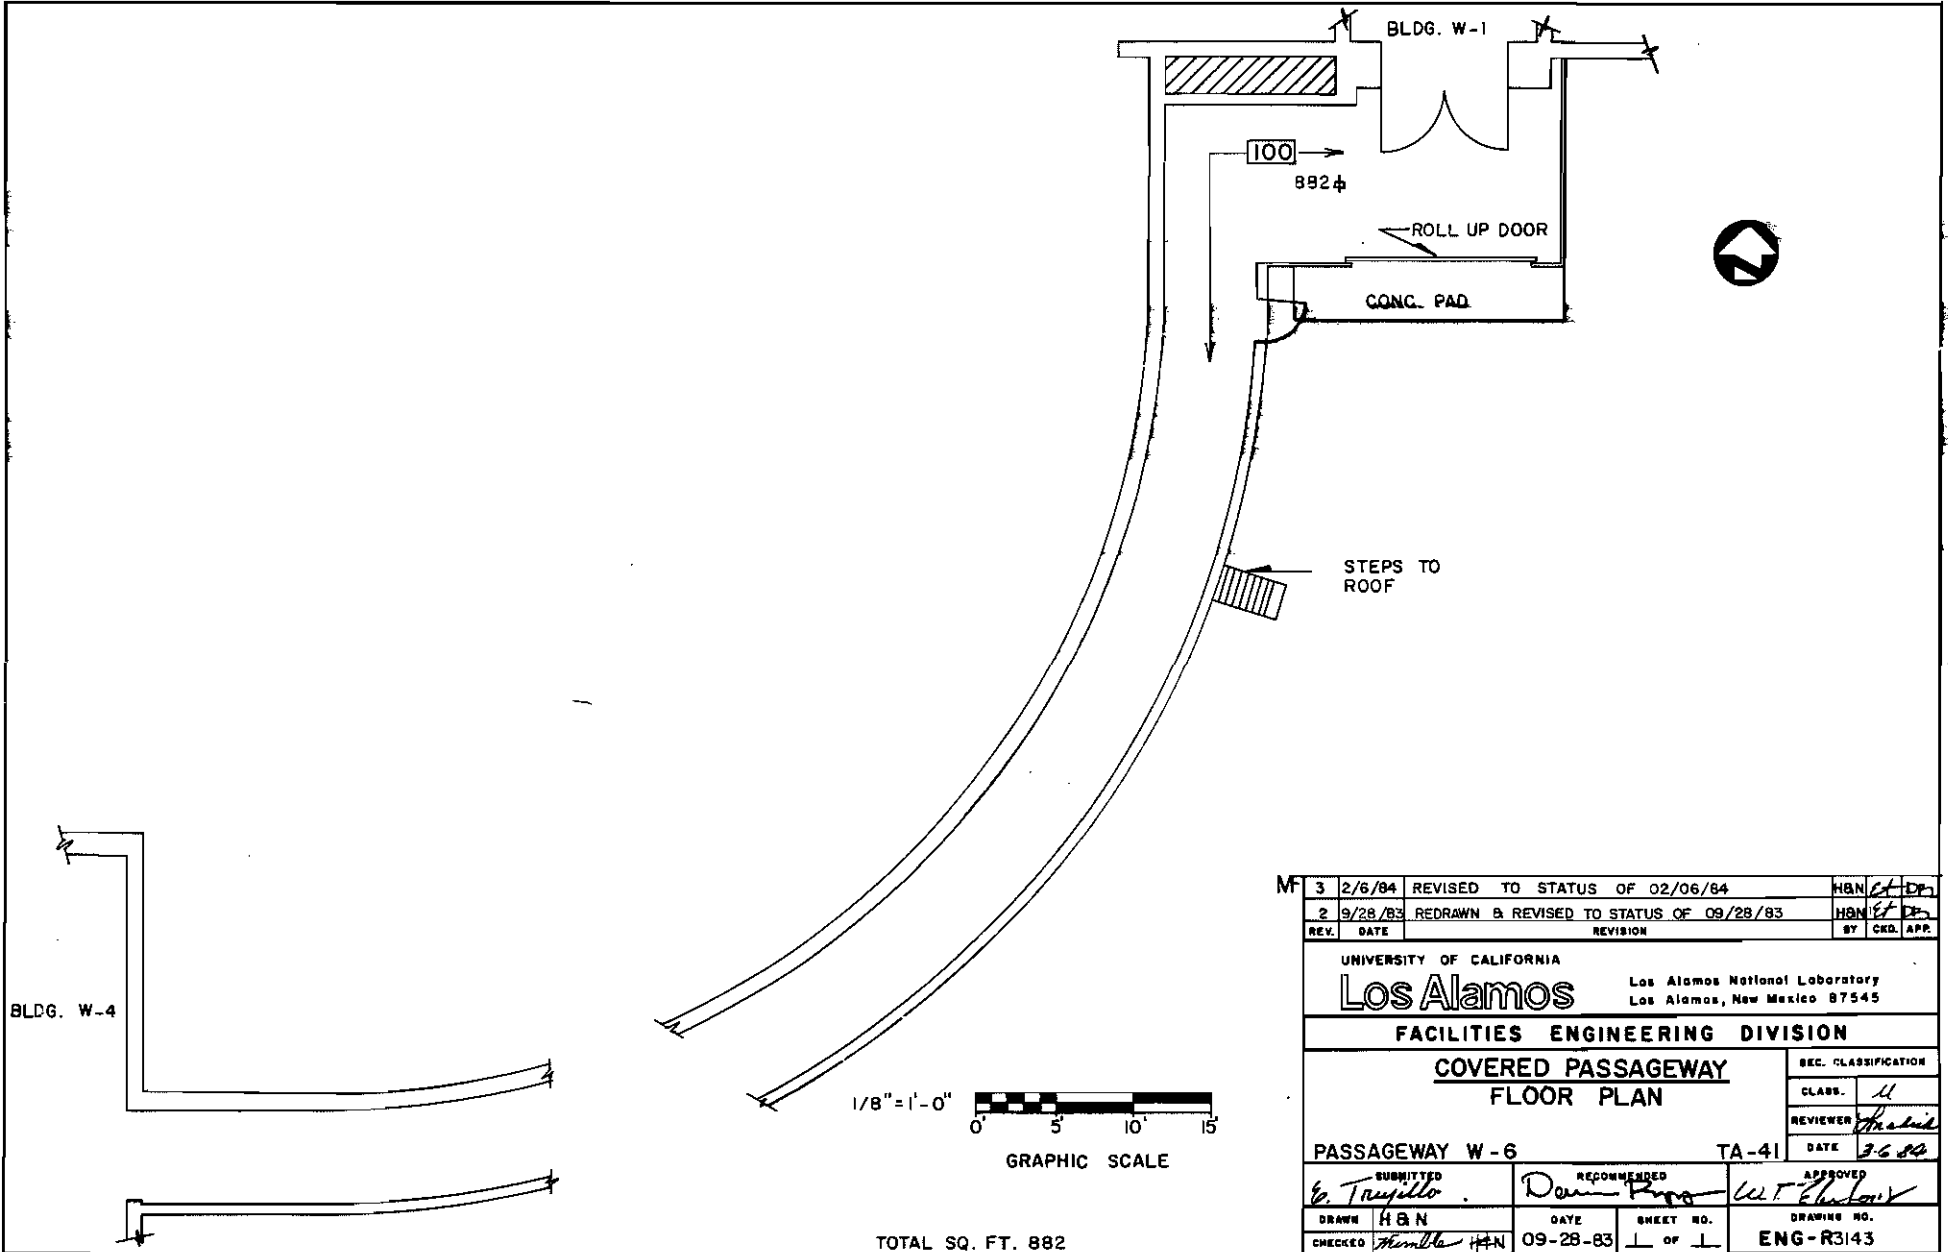 BLDG. W-1
100
882 ⏀
ROLL UP DOOR
CONC. PAD
STEPS TO
ROOF
BLDG. W-4
1/8"=1'-0"
0' 5' 10' 15'
GRAPHIC SCALE
TOTAL SQ. FT. 882
MF
3 2/6/84 REVISED TO STATUS OF 02/06/84 H&N
2 9/28/83 REDRAWN & REVISED TO STATUS OF 09/28/83 H&N
REV. DATE REVISION BY CKD. APP.
UNIVERSITY OF CALIFORNIA
Los Alamos
Los Alamos National Laboratory
Los Alamos, New Mexico 87545
FACILITIES ENGINEERING DIVISION
COVERED PASSAGEWAY
FLOOR PLAN
SEC. CLASSIFICATION
CLASS. U
REVIEWER
DATE 3-6-84
PASSAGEWAY W-6 TA-41
SUBMITTED RECOMMENDED APPROVED
E. Trujillo
DRAWN H&N
CHECKED H&N
DATE
09-28-83
SHEET NO.
1 OF 1
DRAWING NO.
ENG-R3143